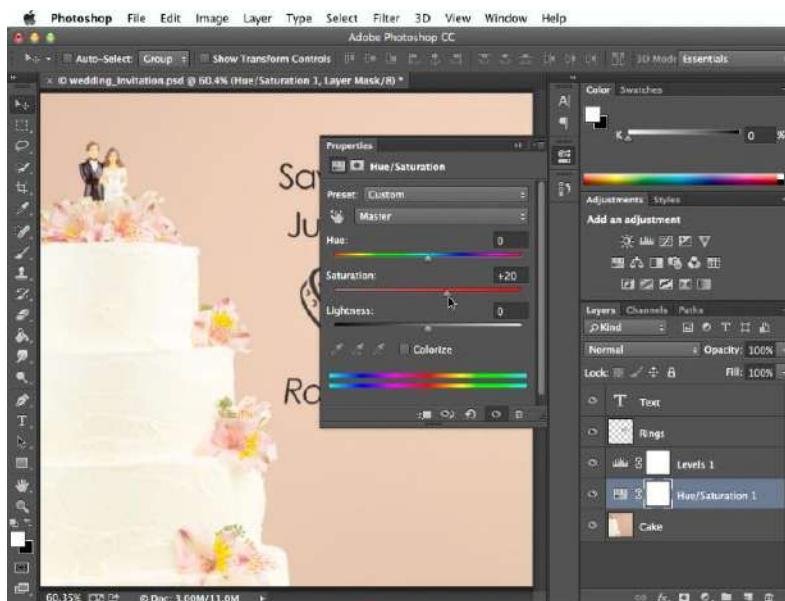 Photoshop File Edit Image Layer Type Select Filter 3D View Window Help
Adobe Photoshop CC
Auto-Select: Group Show Transform Controls 3D Mode Essentials
× © wedding_invitation.psd @ 60.4% (Hue/Saturation 1, Layer Mask/8) *
Sa
Ju
Ro
Properties
Hue/Saturation
Preset: Custom
Master
Hue: 0
Saturation: +20
Lightness: 0
Colorize
Color Swatches
K 0 %
Adjustments Styles
Add an adjustment
Layers Channels Paths
Kind
Normal Opacity: 100%
Lock: Fill: 100%
T Text
Rings
Levels 1
Hue/Saturation 1
Cake
60.35% Doc: 3.00M/11.0M